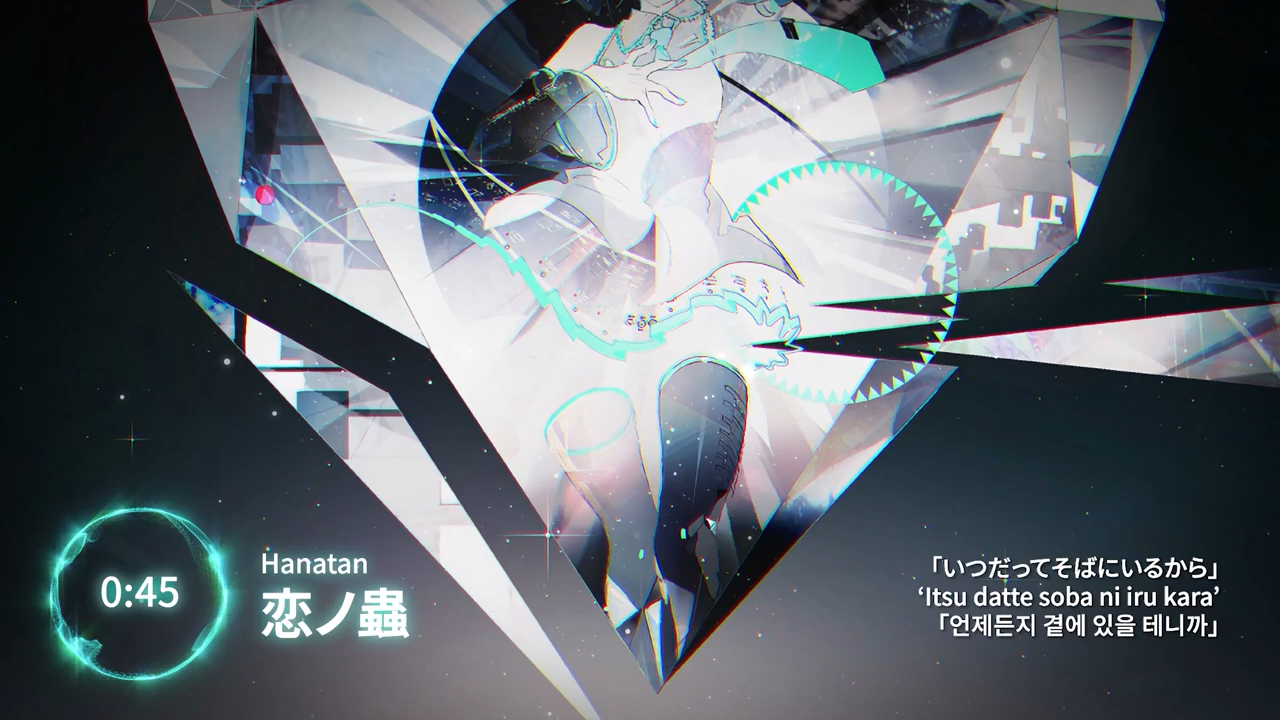 0:45
Hanatan
恋ノ蟲
「いつだってそばにいるから」
‘Itsu datte soba ni iru kara’
「언제든지 곁에 있을 테니까」